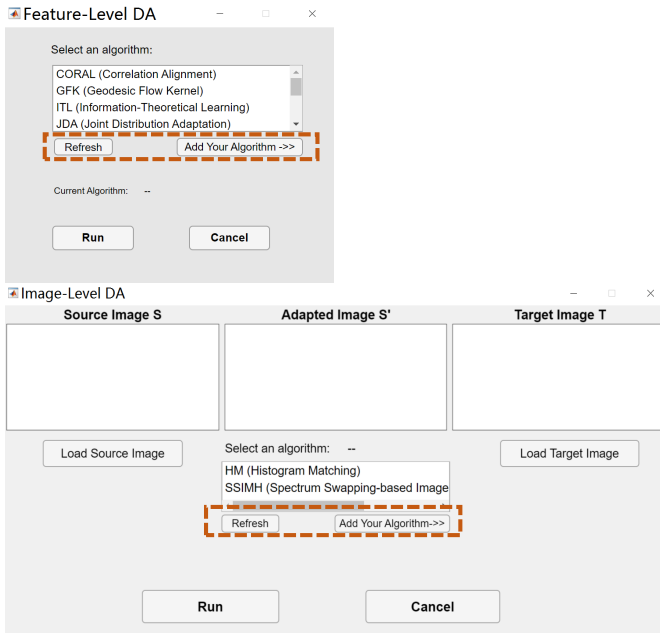 Feature-Level DA
Select an algorithm:
CORAL (Correlation Alignment)
GFK (Geodesic Flow Kernel)
ITL (Information-Theoretical Learning)
JDA (Joint Distribution Adaptation)
Refresh Add Your Algorithm ->>
Current Algorithm: --
Run Cancel
Image-Level DA
Source Image S Adapted Image S' Target Image T
Load Source Image Select an algorithm: -- Load Target Image
HM (Histogram Matching)
SSIMH (Spectrum Swapping-based Image
Refresh Add Your Algorithm->>
Run Cancel